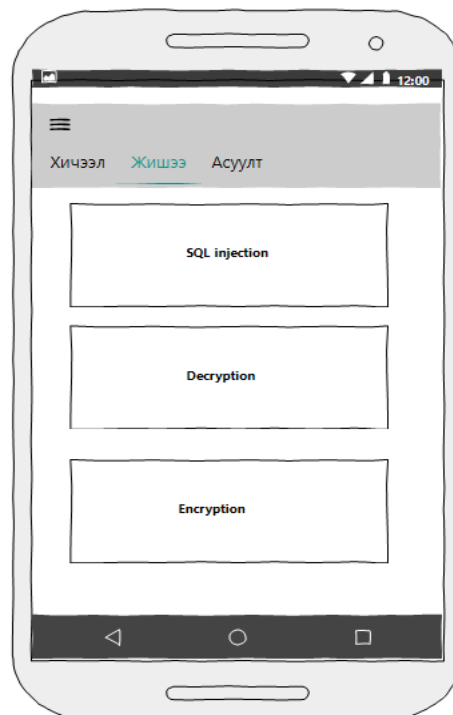 12:00
Хичээл Жишээ Асуулт
SQL injection
Decryption
Encryption